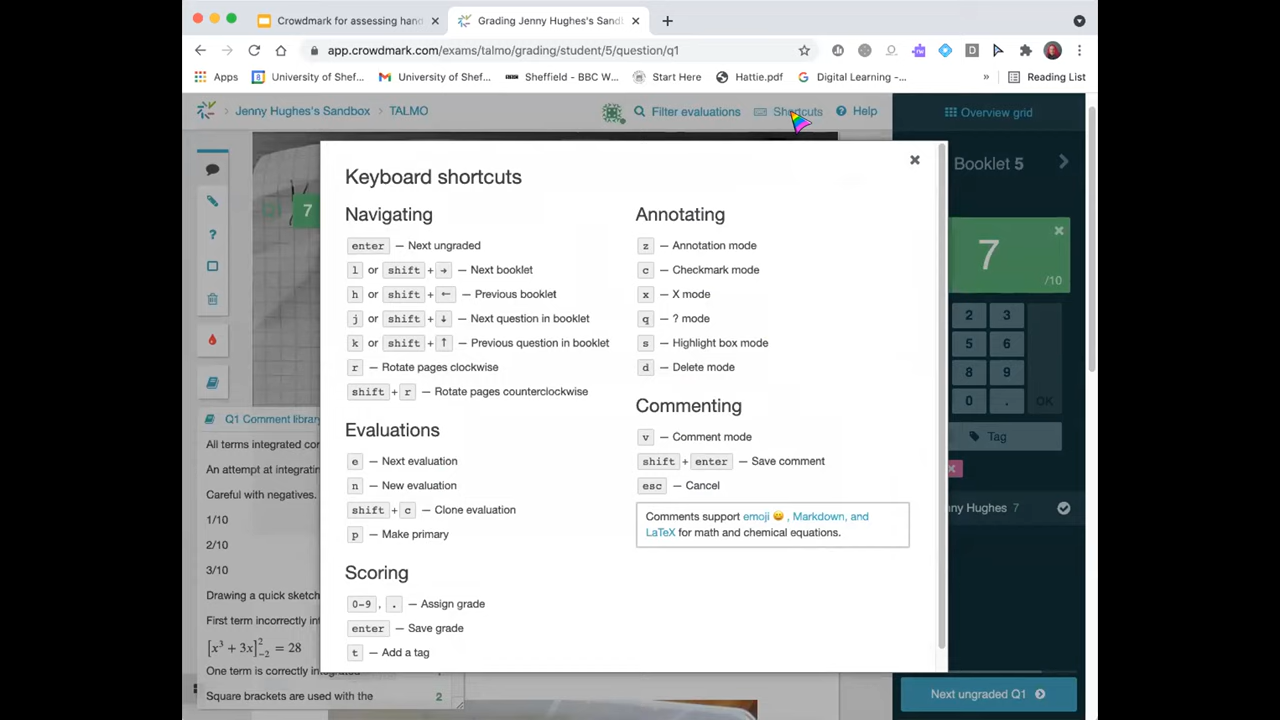 Crowdmark for assessing hand
Grading Jenny Hughes's Sandb
app.crowdmark.com/exams/talmo/grading/student/5/question/q1
Apps
University of Shef...
University of Shef...
Sheffield - BBC W...
Start Here
Hattie.pdf
Digital Learning -...
»
Reading List
Jenny Hughes's Sandbox > TALMO
Filter evaluations
Shortcuts
Help
Overview grid
Booklet 5
7
7
/10
2 3
5 6
8 9
0 . OK
Tag
nny Hughes 7
Next ungraded Q1
Keyboard shortcuts
Navigating
enter — Next ungraded
l or shift + → — Next booklet
h or shift + ← — Previous booklet
j or shift + ↓ — Next question in booklet
k or shift + ↑ — Previous question in booklet
r — Rotate pages clockwise
shift + r — Rotate pages counterclockwise
Evaluations
e — Next evaluation
n — New evaluation
shift + c — Clone evaluation
p — Make primary
Scoring
0-9 , . — Assign grade
enter — Save grade
t — Add a tag
Annotating
z — Annotation mode
c — Checkmark mode
x — X mode
q — ? mode
s — Highlight box mode
d — Delete mode
Commenting
v — Comment mode
shift + enter — Save comment
esc — Cancel
Comments support emoji 😀 , Markdown, and
LaTeX for math and chemical equations.
Q1 Comment library
All terms integrated cor
An attempt at integratin
Careful with negatives.
1/10
2/10
3/10
Drawing a quick sketch
First term incorrectly int
[x³ + 3x]²₋₂ = 28
One term is correctly integrated
Square brackets are used with the 2